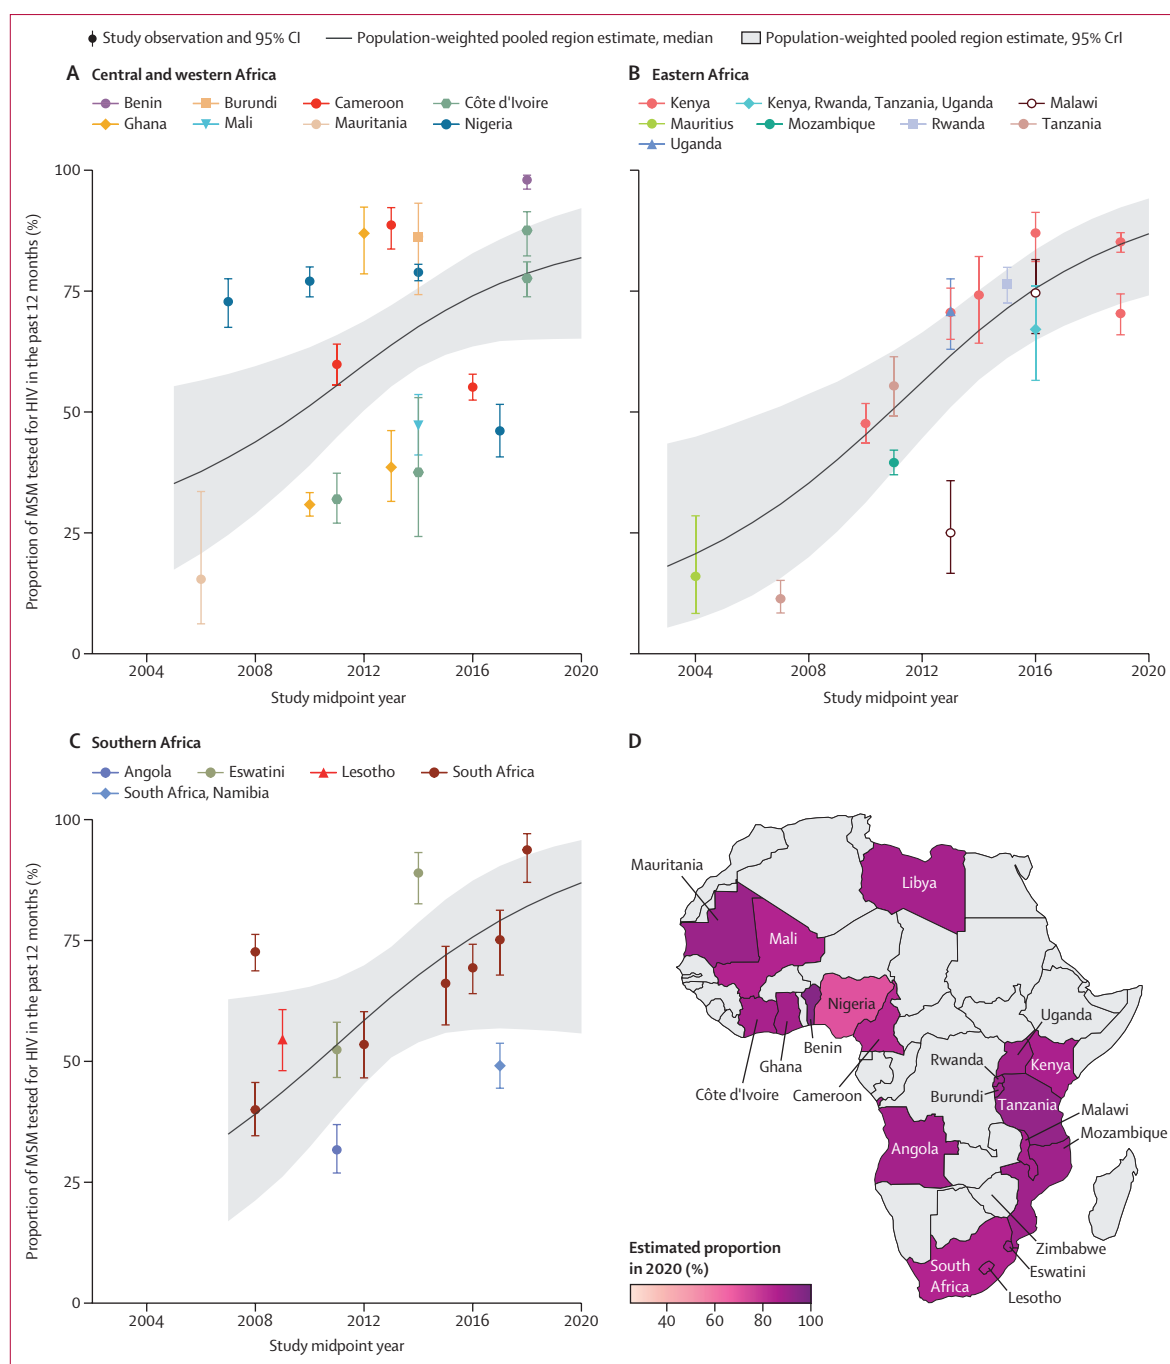 Study observation and 95% CI Population-weighted pooled region estimate, median Population-weighted pooled region estimate, 95% CrI
A Central and western Africa
Benin Burundi Cameroon Côte d'Ivoire
Ghana Mali Mauritania Nigeria
Proportion of MSM tested for HIV in the past 12 months (%)
100
75
50
25
0
2004 2008 2012 2016 2020
Study midpoint year
B Eastern Africa
Kenya Kenya, Rwanda, Tanzania, Uganda Malawi
Mauritius Mozambique Rwanda Tanzania
Uganda
2004 2008 2012 2016 2020
Study midpoint year
C Southern Africa
Angola Eswatini Lesotho South Africa
South Africa, Namibia
Proportion of MSM tested for HIV in the past 12 months (%)
100
75
50
25
0
2004 2008 2012 2016 2020
Study midpoint year
D
Mauritania
Libya
Mali
Nigeria
Benin
Ghana
Côte d'Ivoire
Cameroon
Uganda
Rwanda
Kenya
Burundi
Tanzania
Malawi
Mozambique
Angola
Zimbabwe
Eswatini
South
Africa
Lesotho
Estimated proportion
in 2020 (%)
40 60 80 100